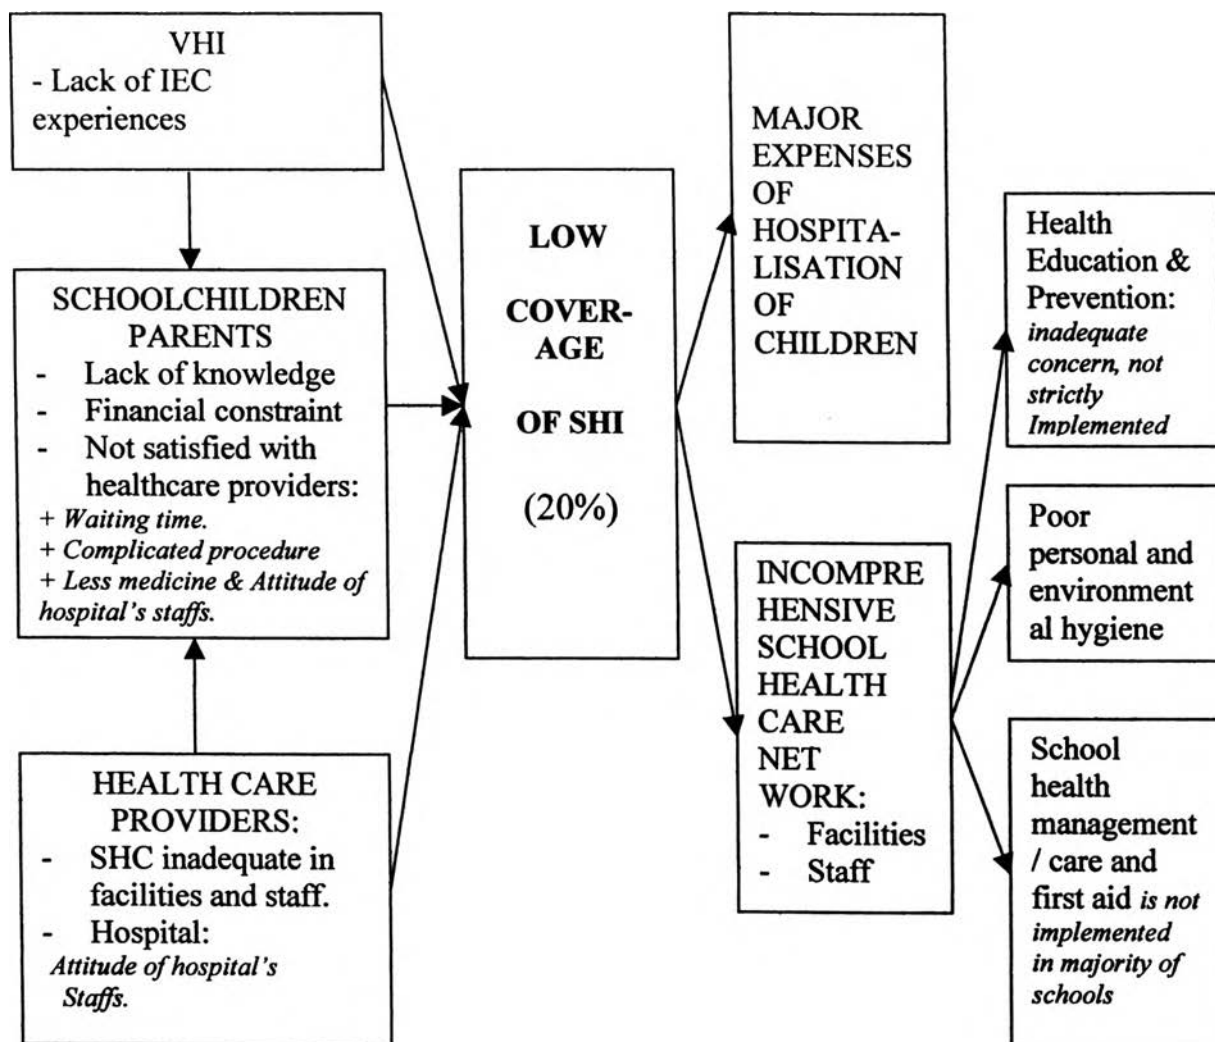 VHI
- Lack of IEC
experiences
SCHOOLCHILDREN
PARENTS
- Lack of knowledge
- Financial constraint
- Not satisfied with
healthcare providers:
+ Waiting time.
+ Complicated procedure
+ Less medicine & Attitude of
hospital's staffs.
HEALTH CARE
PROVIDERS:
- SHC inadequate in
facilities and staff.
- Hospital:
Attitude of hospital's
Staffs.
LOW
COVER-
AGE
OF SHI
(20%)
MAJOR
EXPENSES
OF
HOSPITA-
LISATION
OF
CHILDREN
INCOMPRE
HENSIVE
SCHOOL
HEALTH
CARE
NET
WORK:
- Facilities
- Staff
Health
Education &
Prevention:
inadequate
concern, not
strictly
Implemented
Poor
personal and
environment
al hygiene
School
health
management
/ care and
first aid is not
implemented
in majority of
schools